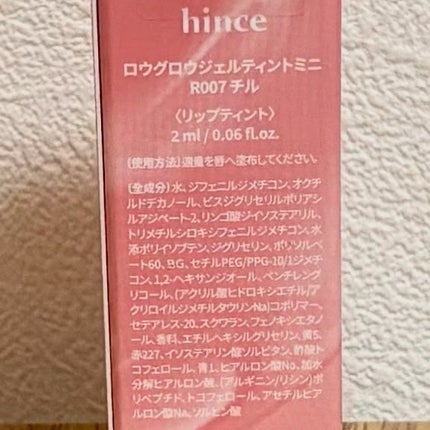 hince
ロウグロウジェルティントミニ
R007 チル
〈リップティント〉
2 ml / 0.06 fl.oz.
〔使用方法〕適量を唇へ塗布してください。
〔全成分〕水、ジフェニルジメチコン、オクチ
ルドデカノール、ビスジグリセリルポリアシ
ルアジペート-2、リンゴ酸ジイソステアリル、
トリメチルシロキシフェニルジメチコン、水
添ポリイソブテン、ジグリセリン、ポリソルベ
ート60、BG、セチルPEG/PPG-10/1ジメチ
コン、1,2-ヘキサンジオール、ペンチレング
リコール、(アクリル酸ヒドロキシエチル/ア
クリロイルジメチルタウリンNa)コポリマー、
セテアレス-20、スクワラン、フェノキシエタノ
ール、香料、エチルヘキシルグリセリン、黄5、
赤227、イソステアリン酸ソルビタン、酢酸ト
コフェロール、青1、ヒアルロン酸Na、加水
分解ヒアルロン酸、(アルギニン/リシン)ポ
リペプチド、トコフェロール、アセチルヒア
ルロン酸Na、ソルビン酸